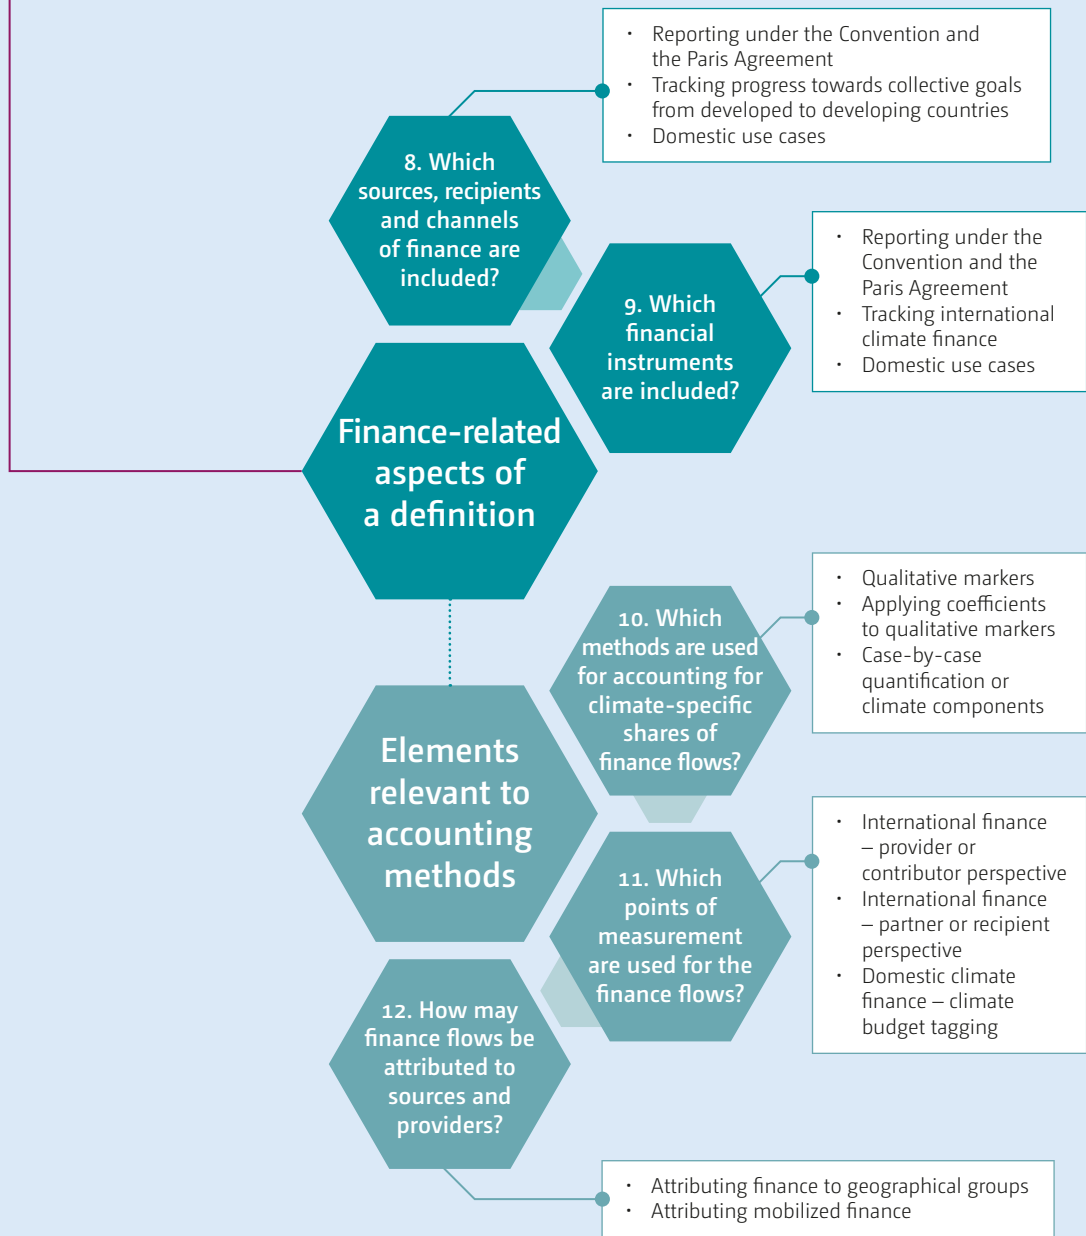 • Reporting under the Convention and
the Paris Agreement
• Tracking progress towards collective goals
from developed to developing countries
• Domestic use cases
8. Which
sources, recipients
and channels
of finance are
included?
• Reporting under the
Convention and the
Paris Agreement
• Tracking international
climate finance
• Domestic use cases
9. Which
financial
instruments
are included?
Finance-related
aspects of
a definition
• Qualitative markers
• Applying coefficients
to qualitative markers
• Case-by-case
quantification or
climate components
10. Which
methods are used
for accounting for
climate-specific
shares of
finance flows?
Elements
relevant to
accounting
methods
• International finance
– provider or
contributor perspective
• International finance
– partner or recipient
perspective
• Domestic climate
finance – climate
budget tagging
11. Which
points of
measurement
are used for the
finance flows?
12. How may
finance flows be
attributed to
sources and
providers?
• Attributing finance to geographical groups
• Attributing mobilized finance